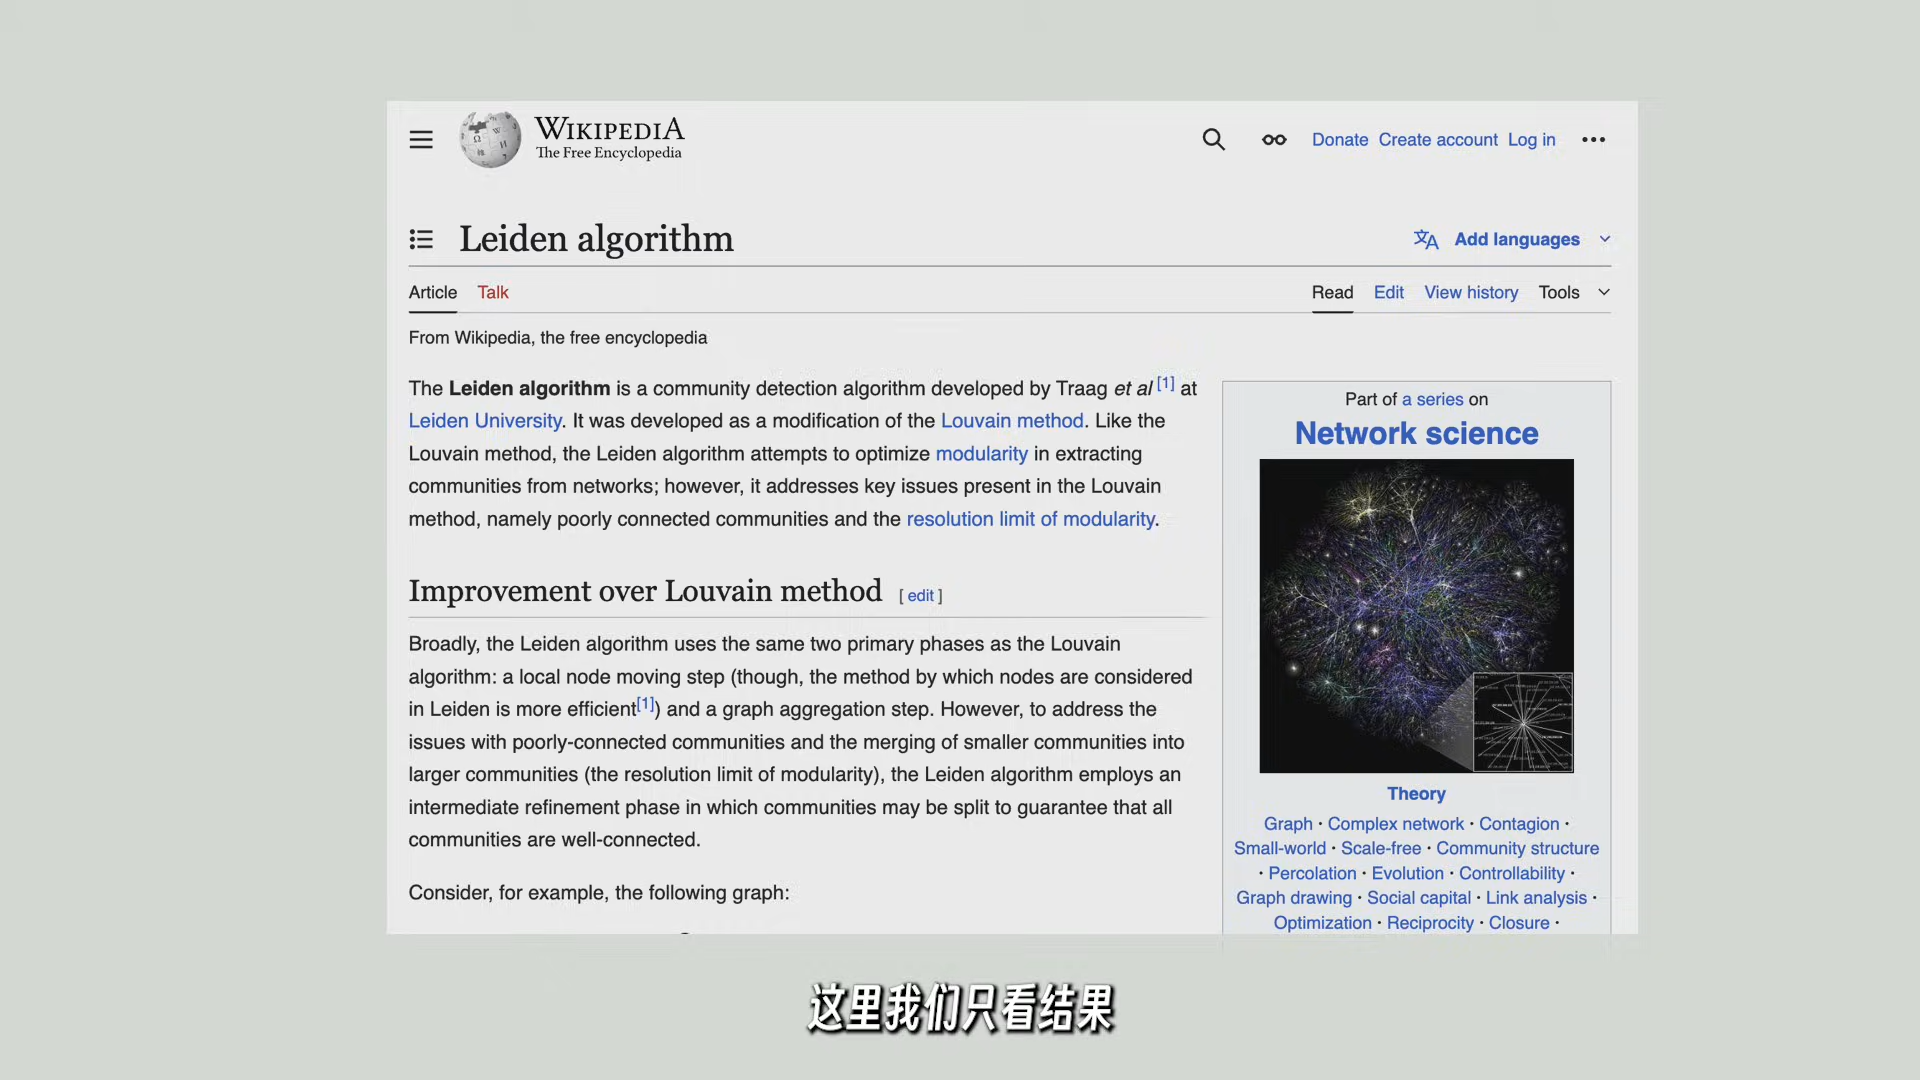 WIKIPEDIA
The Free Encyclopedia
Donate Create account Log in
Leiden algorithm
Add languages
Article Talk
Read Edit View history Tools
From Wikipedia, the free encyclopedia
The Leiden algorithm is a community detection algorithm developed by Traag et al [1] at
Leiden University. It was developed as a modification of the Louvain method. Like the
Louvain method, the Leiden algorithm attempts to optimize modularity in extracting
communities from networks; however, it addresses key issues present in the Louvain
method, namely poorly connected communities and the resolution limit of modularity.
Improvement over Louvain method [ edit ]
Broadly, the Leiden algorithm uses the same two primary phases as the Louvain
algorithm: a local node moving step (though, the method by which nodes are considered
in Leiden is more efficient[1]) and a graph aggregation step. However, to address the
issues with poorly-connected communities and the merging of smaller communities into
larger communities (the resolution limit of modularity), the Leiden algorithm employs an
intermediate refinement phase in which communities may be split to guarantee that all
communities are well-connected.
Consider, for example, the following graph:
Part of a series on
Network science
Theory
Graph · Complex network · Contagion ·
Small-world · Scale-free · Community structure
· Percolation · Evolution · Controllability ·
Graph drawing · Social capital · Link analysis ·
Optimization · Reciprocity · Closure ·
这里我们只看结果